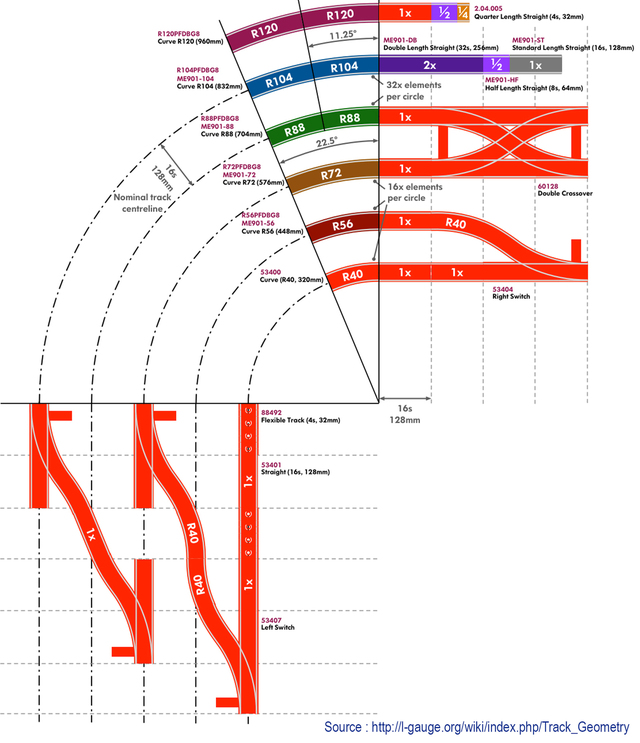 R120
R120
1x
½
¼
2.04.005
Quarter Length Straight (4s, 32mm)
R120PFDBG8
Curve R120 (960mm)
11.25°
ME901-DB
Double Length Straight (32s, 256mm)
ME901-ST
Standard Length Straight (16s, 128mm)
R104PFDBG8
ME901-104
Curve R104 (832mm)
R104
R104
2x
½
1x
32x elements
per circle
ME901-HF
Half Length Straight (8s, 64mm)
R88PFDBG8
ME901-88
Curve R88 (704mm)
R88
R88
1x
22.5°
16s
128mm
R72PFDBG8
ME901-72
Curve R72 (576mm)
R72
1x
Nominal track
centreline
16x elements
per circle
60128
Double Crossover
R56PFDBG8
ME901-56
Curve R56 (448mm)
R56
1x
R40
53400
Curve (R40, 320mm)
R40
1x
1x
53404
Right Switch
16s
128mm
88492
Flexible Track (4s, 32mm)
53401
Straight (16s, 128mm)
1x
1x
R40
R40
1x
53407
Left Switch
Source : http://l-gauge.org/wiki/index.php/Track_Geometry